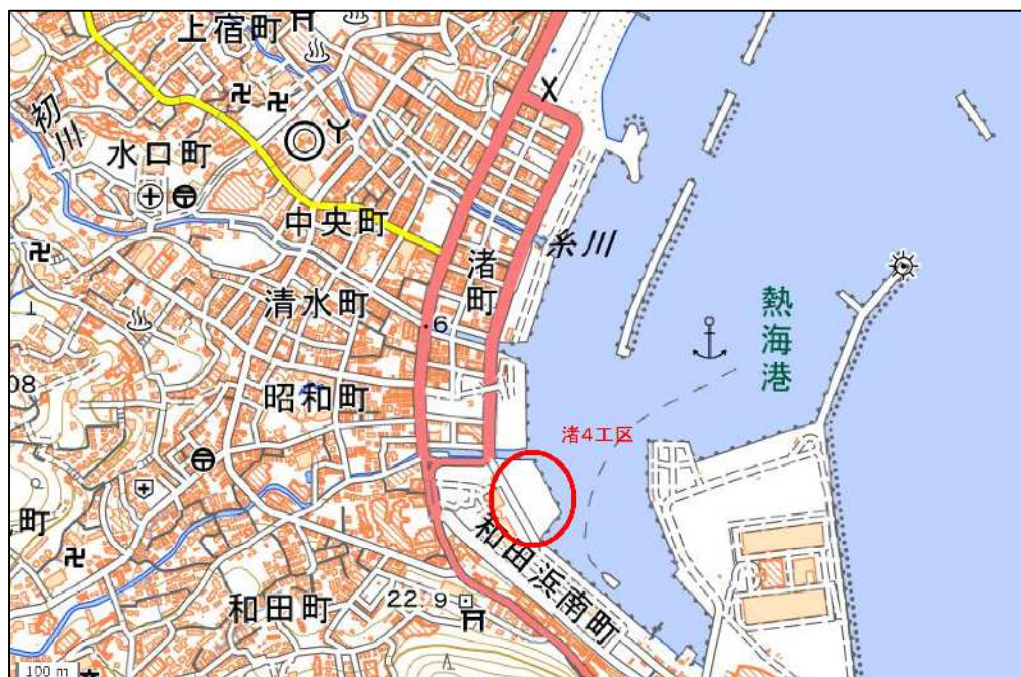 上宿町
初川
水口町
中央町
糸川
渚町
清水町
.6
熱海港
08
昭和町
渚4工区
町
和田浜南町
22.9
和田町
100 m